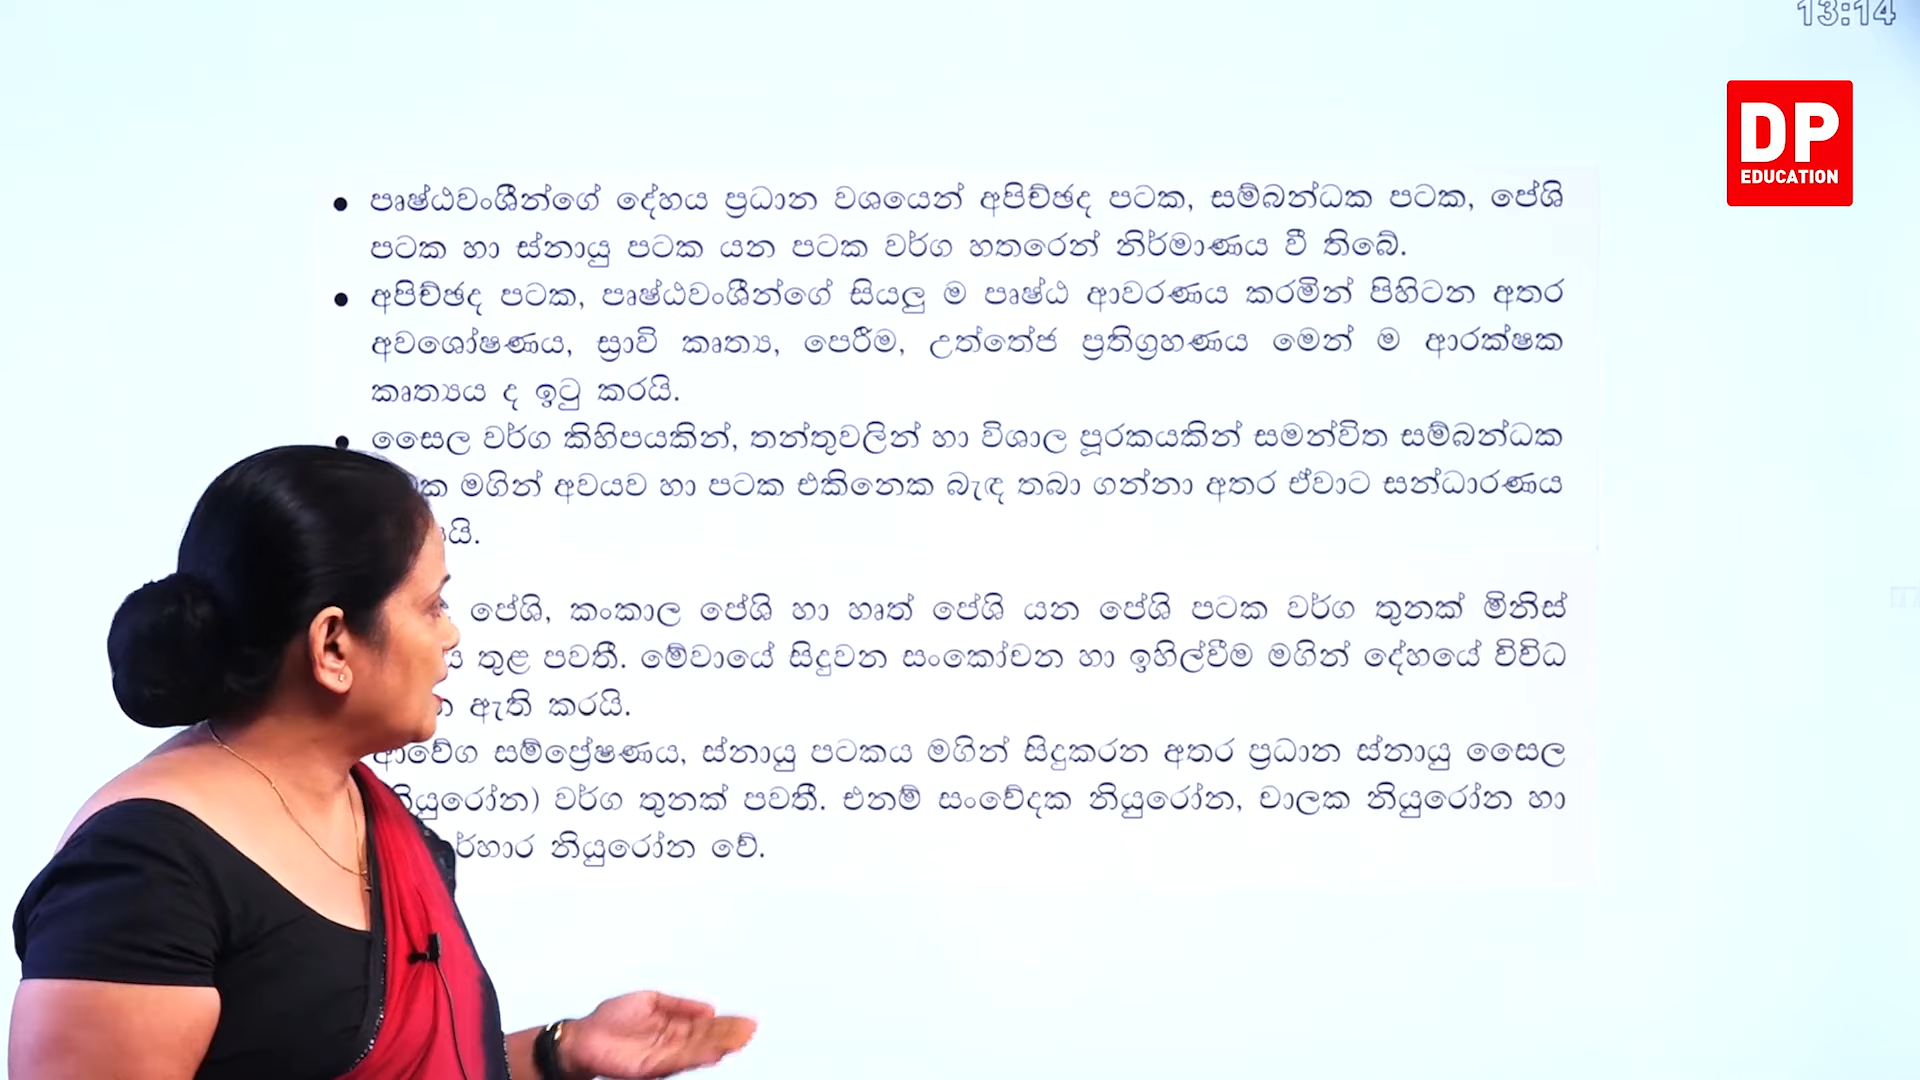 13:14
DP
EDUCATION
• පෘෂ්ඨවංශීන්ගේ දේහය ප්‍රධාන වශයෙන් අපිච්ඡද පටක, සම්බන්ධක පටක, පේශි
පටක හා ස්නායු පටක යන පටක වර්ග හතරෙන් නිර්මාණය වී තිබේ.
• අපිච්ඡද පටක, පෘෂ්ඨවංශීන්ගේ සියලු ම පෘෂ්ඨ ආවරණය කරමින් පිහිටන අතර
අවශෝෂණය, ස්‍රාවි කෘත්‍ය, පෙරීම, උත්තේජ ප්‍රතිග්‍රහණය මෙන් ම ආරක්ෂක
කෘත්‍යය ද ඉටු කරයි.
• සෛල වර්ග කිහිපයකින්, තන්තුවලින් හා විශාල පූරකයකින් සමන්විත සම්බන්ධක
මගින් අවයව හා පටක එකිනෙක බැඳ තබා ගන්නා අතර ඒවාට සන්ධාරණය
පේශි, කංකාල පේශි හා හෘත් පේශි යන පේශි පටක වර්ග තුනක් මිනිස්
තුළ පවතී. මේවායේ සිදුවන සංකෝචන හා ඉහිල්වීම මගින් දේහයේ විවිධ
ඇති කරයි.
ආවේග සම්ප්‍රේෂණය, ස්නායු පටකය මගින් සිදුකරන අතර ප්‍රධාන ස්නායු සෛල
වර්ග තුනක් පවතී. එනම් සංවේදක නියුරෝන, චාලක නියුරෝන හා
නියුරෝන වේ.